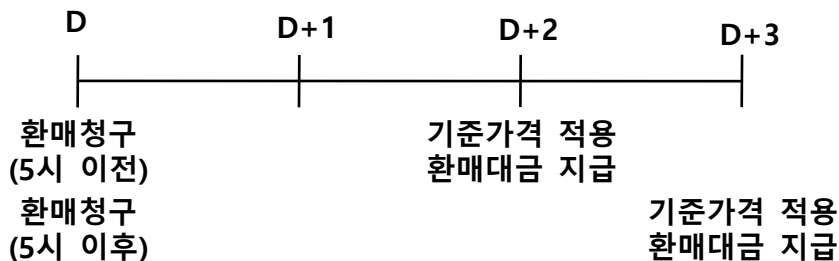 D D+1 D+2 D+3
환매청구 기준가격 적용
(5시 이전) 환매대금 지급
환매청구 기준가격 적용
(5시 이후) 환매대금 지급